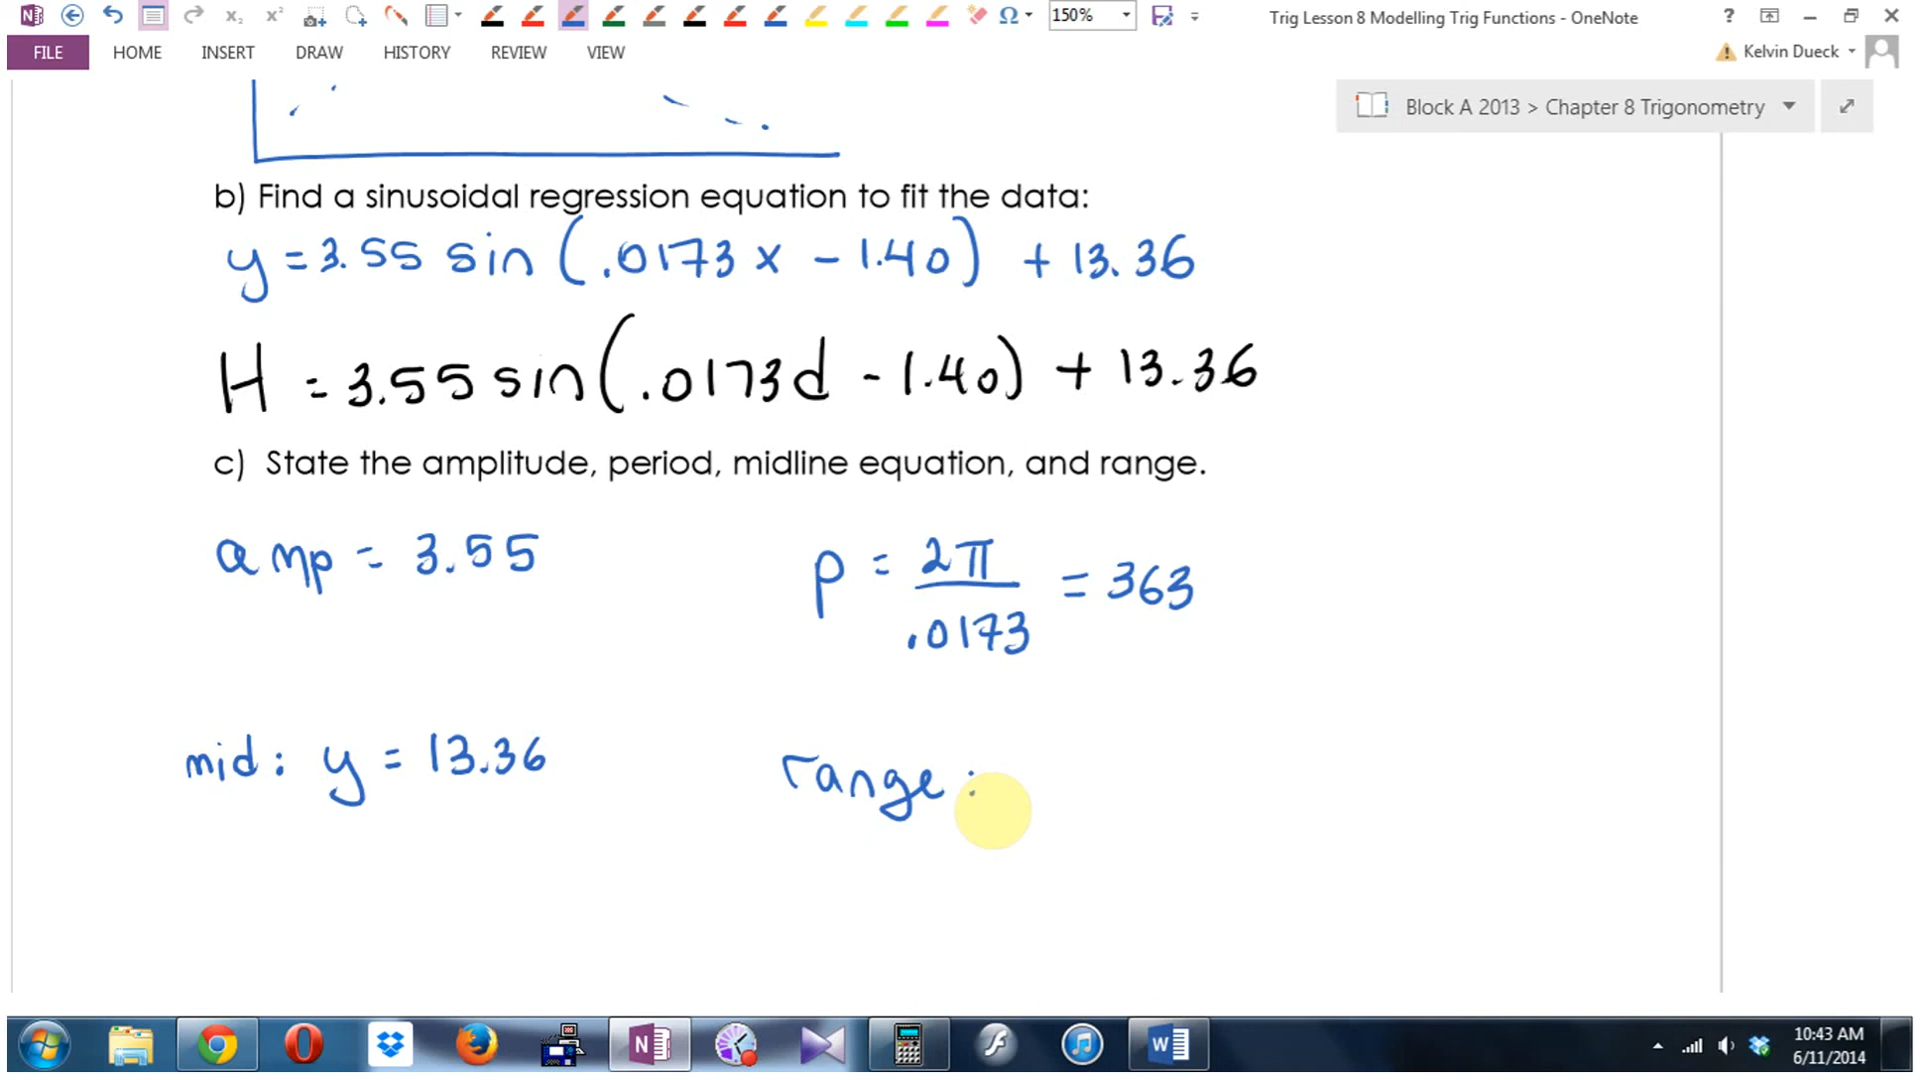 x₂ x² Ω 150% Trig Lesson 8 Modelling Trig Functions - OneNote ?
FILE HOME INSERT DRAW HISTORY REVIEW VIEW Kelvin Dueck
Block A 2013 > Chapter 8 Trigonometry
b) Find a sinusoidal regression equation to fit the data:
y = 3.55 sin (.0173 x - 1.40) + 13.36
H = 3.55 sin (.0173 d - 1.40) + 13.36
c) State the amplitude, period, midline equation, and range.
amp = 3.55
p = 2π / .0173 = 363
mid: y = 13.36
range:
10:43 AM
6/11/2014